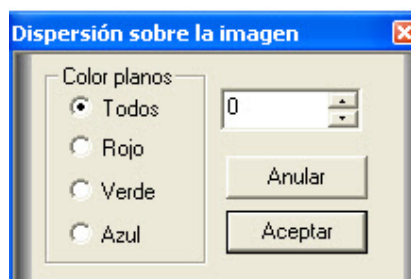 Dispersión sobre la imagen
Color planos
Todos
Rojo
Verde
Azul
0
Anular
Aceptar